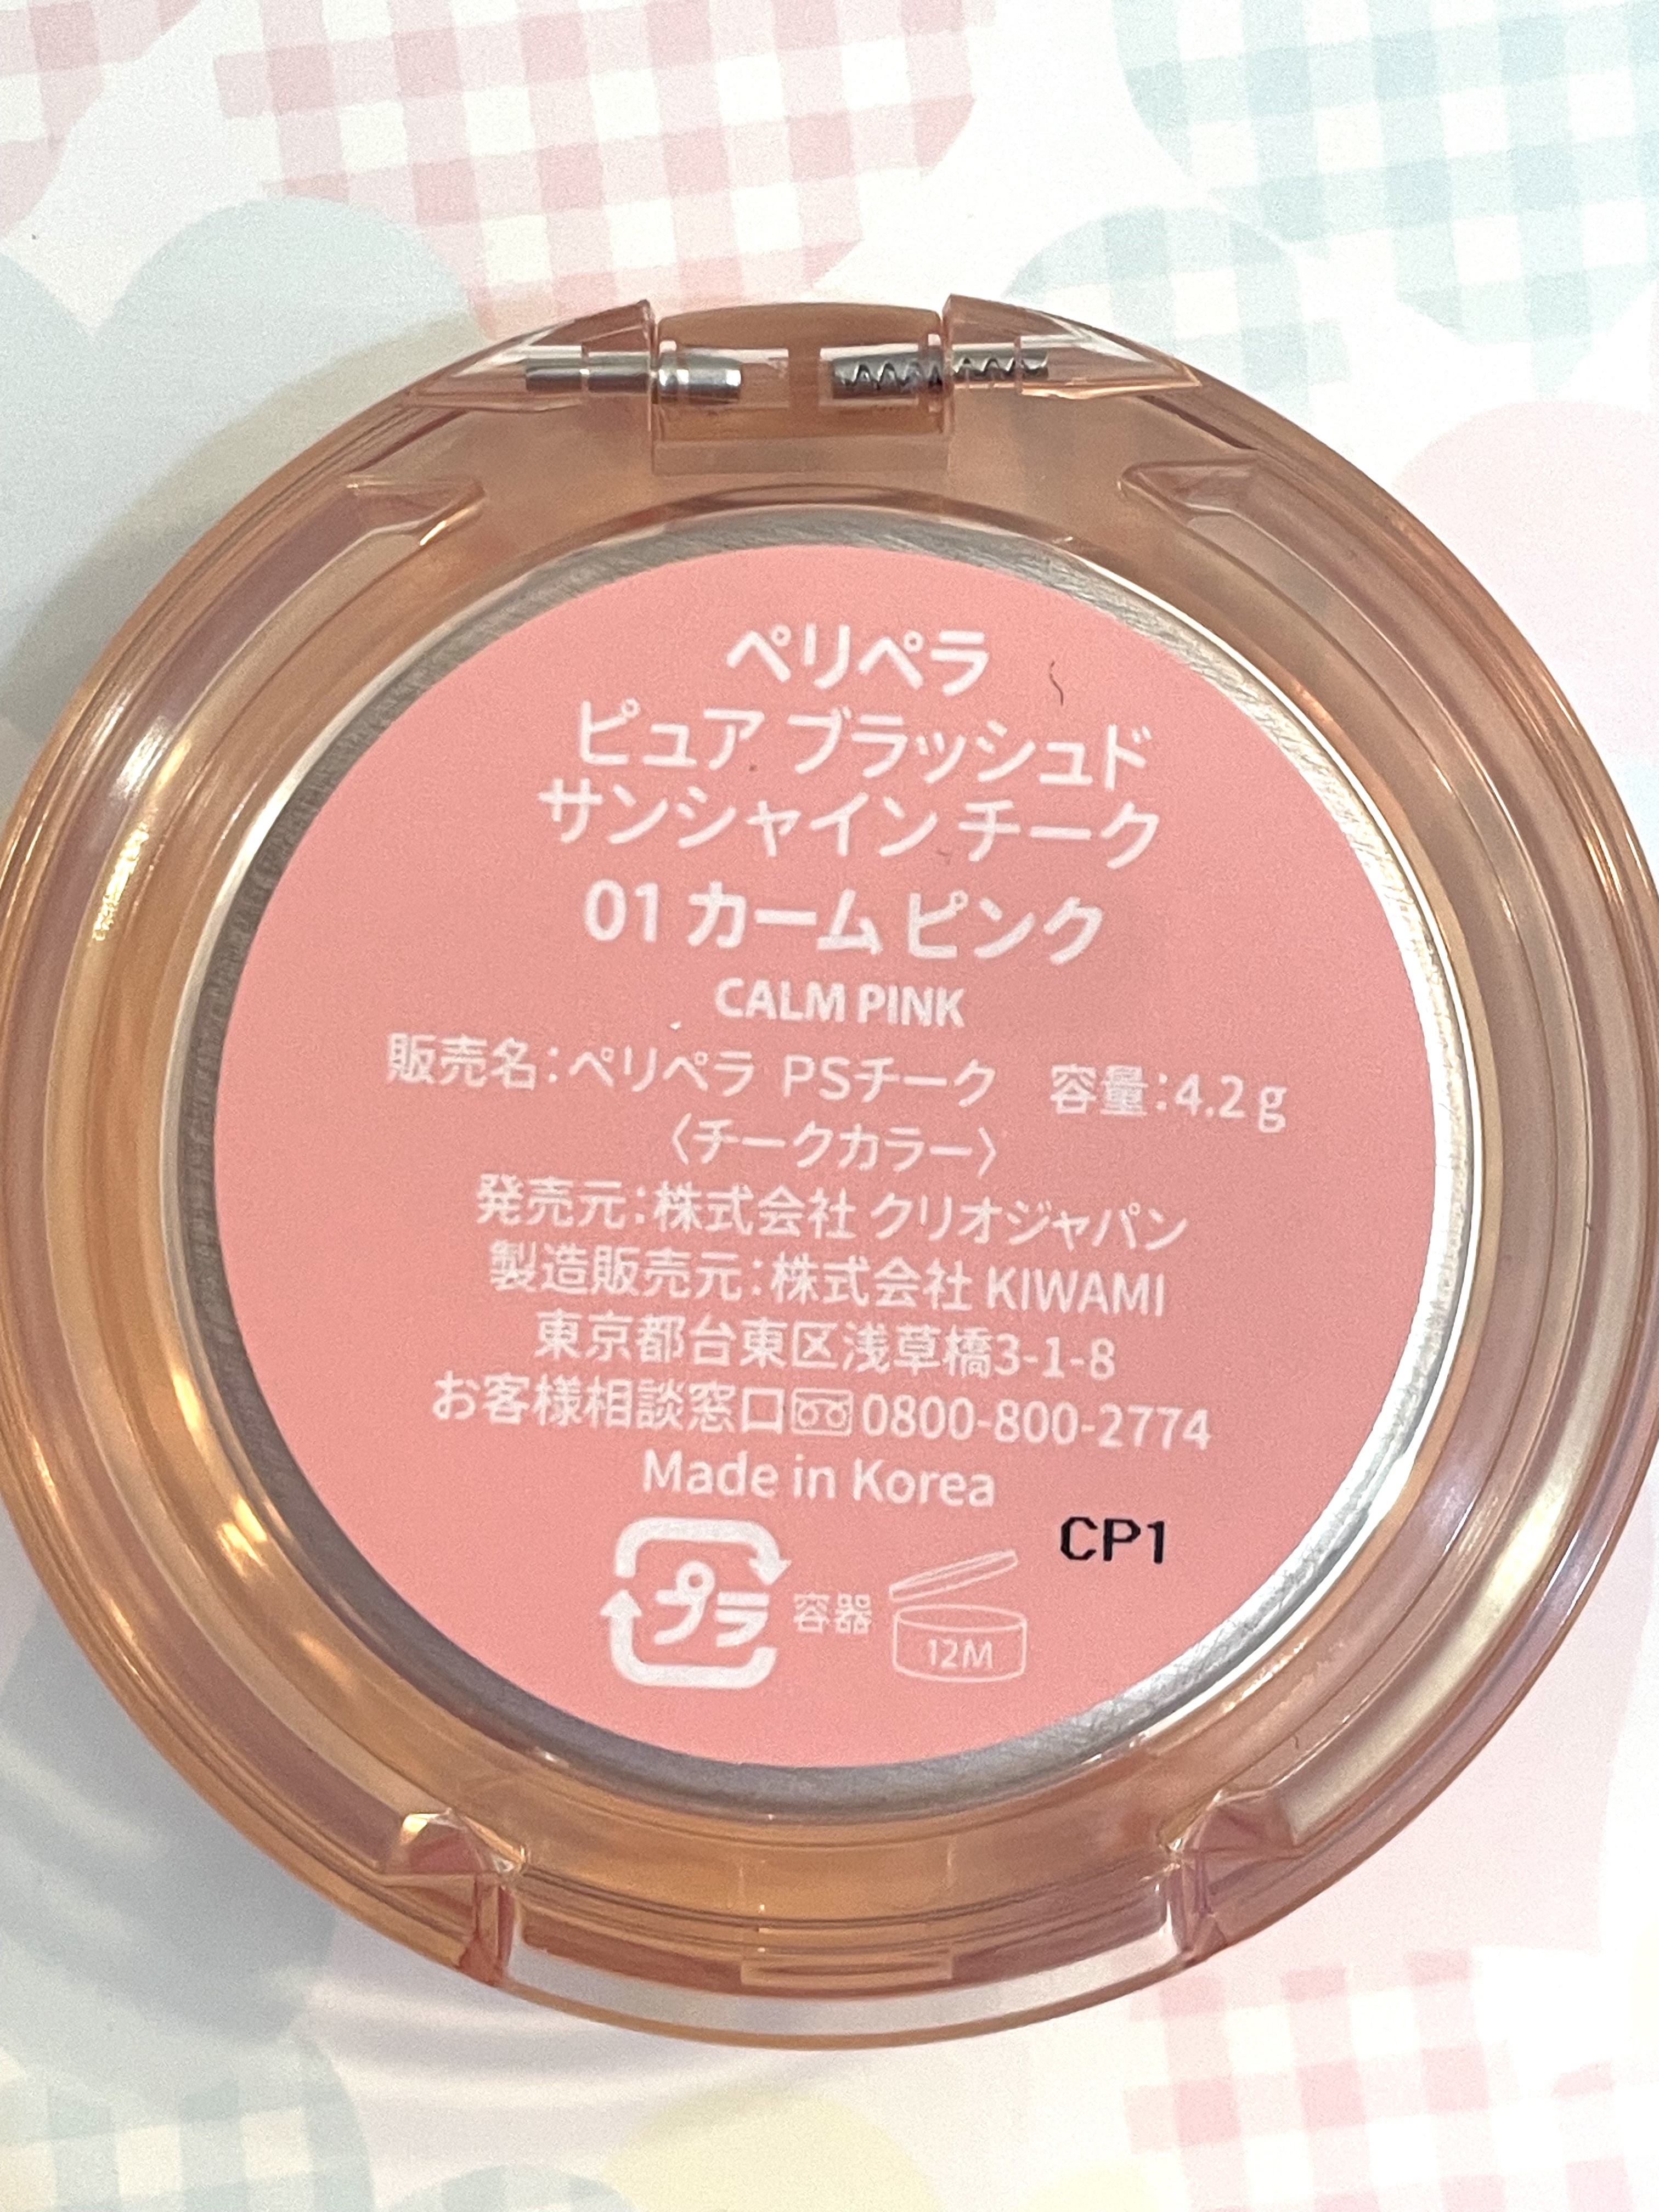 ペリペラ
ピュア ブラッシュド
サンシャイン チーク
01 カーム ピンク
CALM PINK
販売名：ペリペラ PSチーク 容量：4.2g
〈チークカラー〉
発売元：株式会社 クリオジャパン
製造販売元：株式会社 KIWAMI
東京都台東区浅草橋3-1-8
お客様相談窓口 0800-800-2774
Made in Korea
CP1
プラ 容器 12M